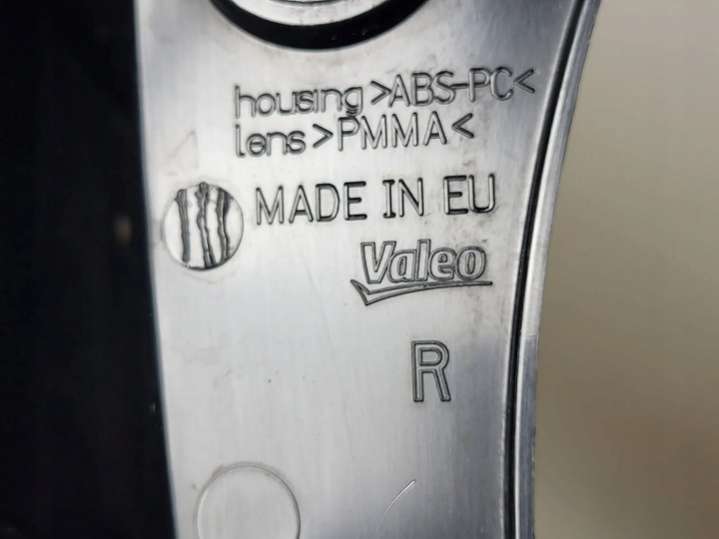 housing >ABS-PC<
lens >PMMA<
MADE IN EU
Valeo
R